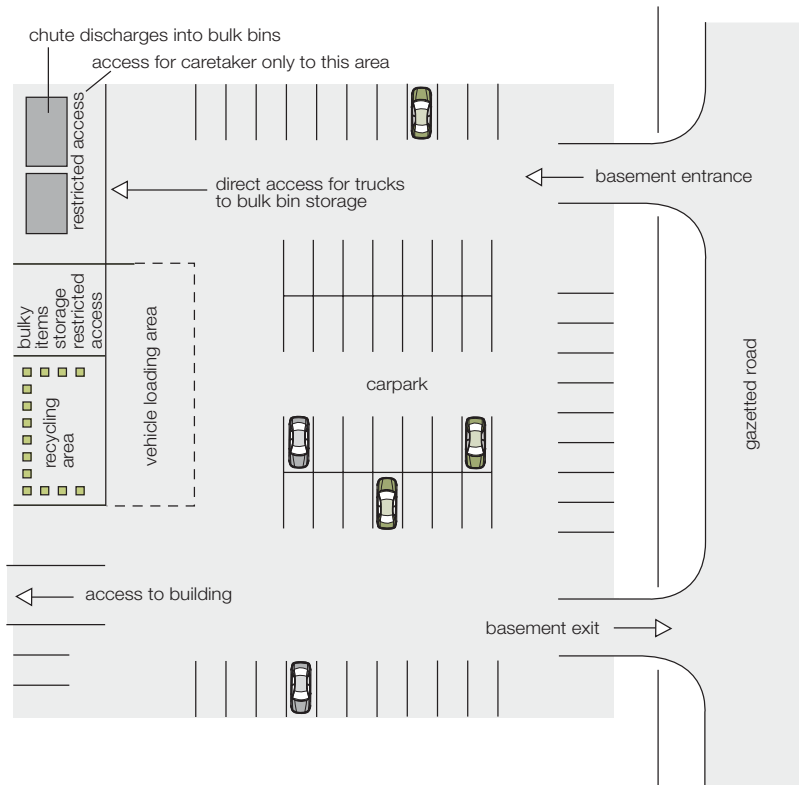 chute discharges into bulk bins
access for caretaker only to this area
restricted access
direct access for trucks
to bulk bin storage
basement entrance
bulky
items
storage
restricted
access
vehicle loading area
carpark
gazetted road
recycling
area
access to building
basement exit